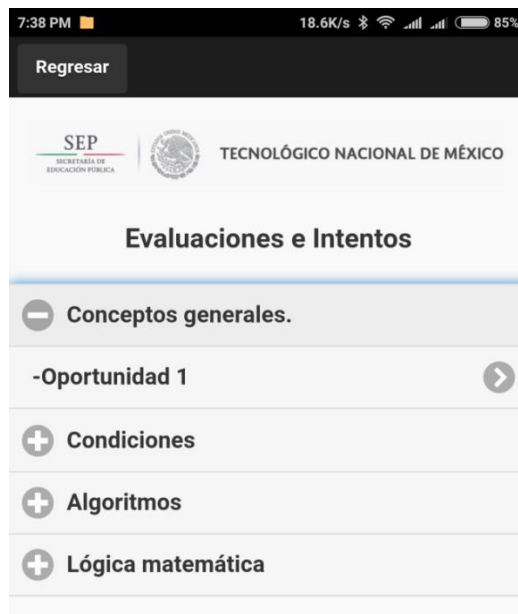 7:38 PM 18.6K/s 85%
Regresar
SEP
SECRETARÍA DE
EDUCACIÓN PÚBLICA
TECNOLÓGICO NACIONAL DE MÉXICO
Evaluaciones e Intentos
Conceptos generales.
-Oportunidad 1
Condiciones
Algoritmos
Lógica matemática